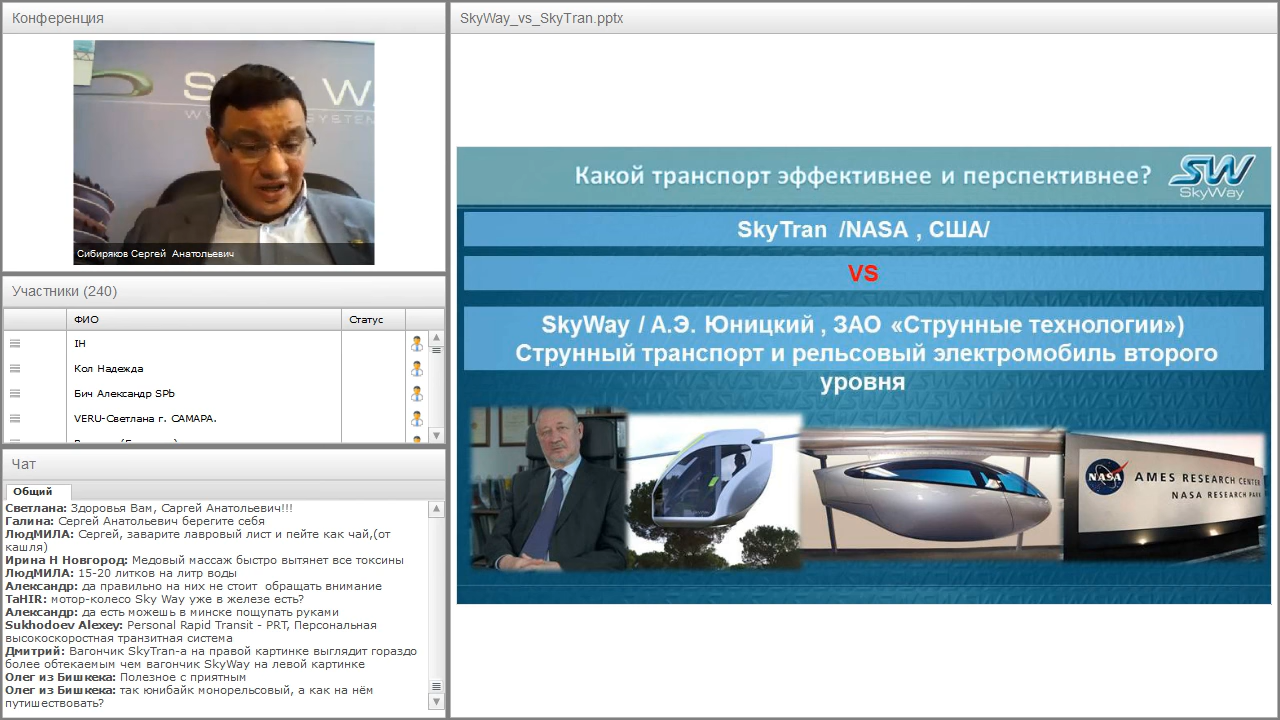 Конференция
SKY WA
WWW
SYSTEM
Сибиряков Сергей Анатольевич
Участники (240)
ФИО
Статус
IH
Кол Надежда
Бич Александр SPb
VERU-Светлана г. САМАРА.
Чат
Общий
Светлана: Здоровья Вам, Саргей Анатольевич!!!
Галина: Сергей Анатольевич берегите себя
ЛюдМИЛА: Сергей, заварите лавровый лист и пейте как чай,(от
кашля)
Ирина Н Новгород: Медовый массаж быстро вытянет все токсины
ЛюдМИЛА: 15-20 литков на литр воды
Александр: да правильно на них не стоит обращать внимание
TaHIR: мотор-колесо Sky Way уже в железе есть?
Александр: да есть можешь в минске пощупать руками
Sukhodoev Alexey: Personal Rapid Transit - PRT, Персональная
высокоскоростная транзитная система
Дмитрий: Вагончик SkyTran-а на правой картинке выглядит гораздо
более обтекаемым чем вагончик SkyWay на левой картинке
Олег из Бишкека: Полезное с приятным
Олег из Бишкека: так юнибайк монорельсовый, а как на нём
путишествовать?
SkyWay_vs_SkyTran.pptx
Какой транспорт эффективнее и перспективнее?
SW
SkyWay
SkyTran /NASA , США/
VS
SkyWay / А.Э. Юницкий , ЗАО «Струнные технологии»)
Струнный транспорт и рельсовый электромобиль второго
уровня
NASA
AMES RESEARCH CENTER
NASA RESEARCH PARK